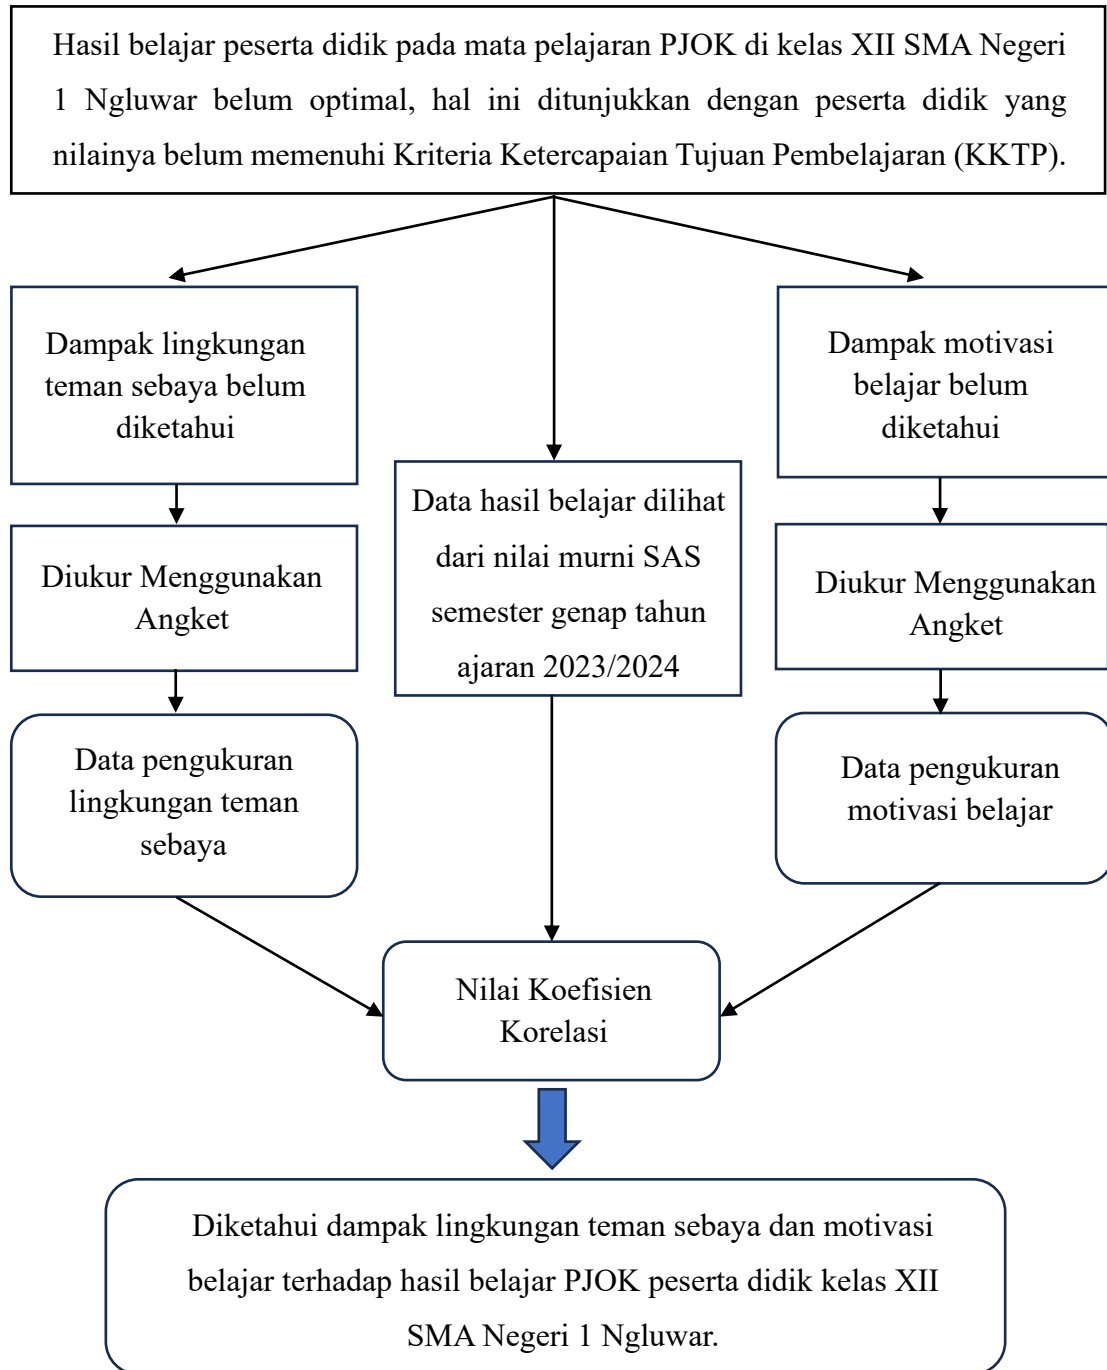 Hasil belajar peserta didik pada mata pelajaran PJOK di kelas XII SMA Negeri
1 Ngluwar belum optimal, hal ini ditunjukkan dengan peserta didik yang
nilainya belum memenuhi Kriteria Ketercapaian Tujuan Pembelajaran (KKTP).
Dampak lingkungan
teman sebaya belum
diketahui
Dampak motivasi
belajar belum
diketahui
Data hasil belajar dilihat
dari nilai murni SAS
semester genap tahun
ajaran 2023/2024
Diukur Menggunakan
Angket
Diukur Menggunakan
Angket
Data pengukuran
lingkungan teman
sebaya
Data pengukuran
motivasi belajar
Nilai Koefisien
Korelasi
Diketahui dampak lingkungan teman sebaya dan motivasi
belajar terhadap hasil belajar PJOK peserta didik kelas XII
SMA Negeri 1 Ngluwar.